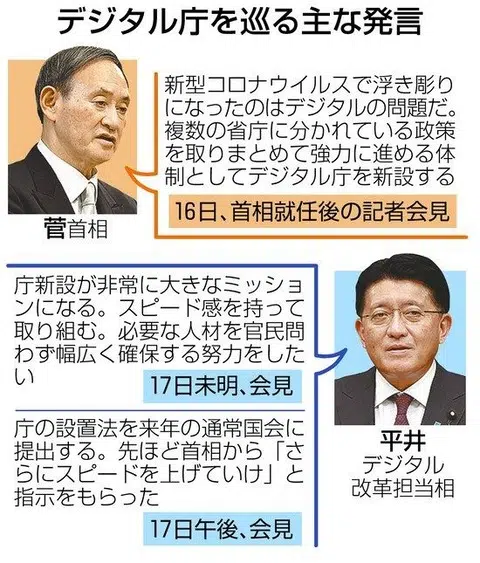 デジタル庁を巡る主な発言
新型コロナウイルスで浮き彫り
になったのはデジタルの問題だ。
複数の省庁に分かれている政策
を取りまとめて強力に進める体
制としてデジタル庁を新設する
16日、首相就任後の記者会見
菅首相
庁新設が非常に大きなミッショ
ンになる。スピード感を持って
取り組む。必要な人材を官民問
わず幅広く確保する努力をした
い
17日未明、会見
庁の設置法を来年の通常国会に
提出する。先ほど首相から「さ
らにスピードを上げていけ」と
指示をもらった
17日午後、会見
平井
デジタル
改革担当相